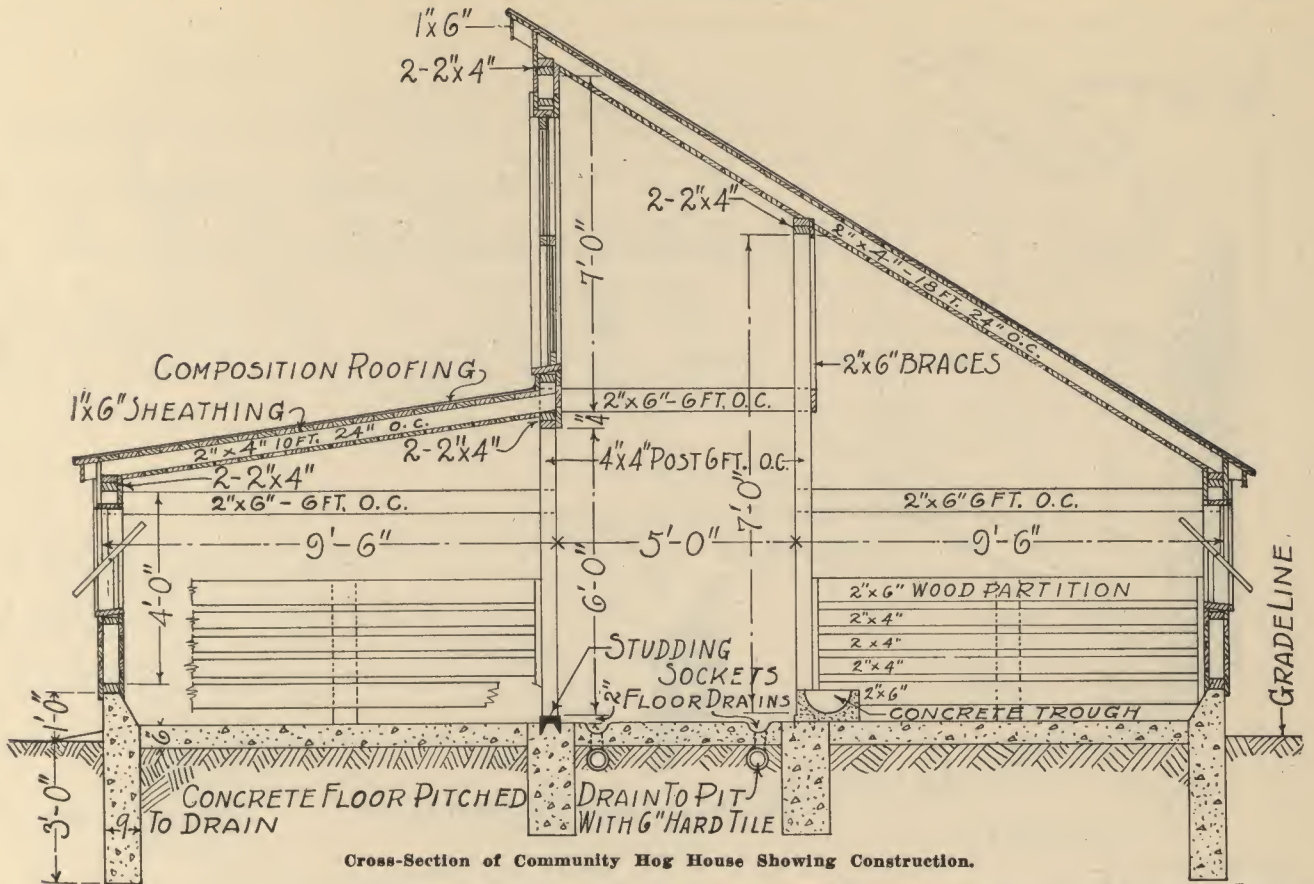 1"x6"
2-2"x4"
2-2"x4"
7'-0"
2"x4"-18FT. 24" O.C.
2"x6" BRACES
COMPOSITION ROOFING
1"x6" SHEATHING
2"x4" 10FT. 24" O.C.
2"x6"-6FT. O.C.
4"
2-2"x4"
4"x4" POST 6FT. O.C.
2-2"x4"
2"x6"-6FT. O.C.
7'-0"
2"x6" 6FT. O.C.
9'-6"
5'-0"
9'-6"
4'-0"
6'-0"
2"x6" WOOD PARTITION
2"x4"
2 x4"
2"x4"
2"x6"
STUDDING
SOCKETS
2"
FLOOR DRAINS
CONCRETE TROUGH
GRADE LINE
1'-0"
6"
3'-0"
9
CONCRETE FLOOR PITCHED
TO DRAIN
DRAIN TO PIT
WITH 6" HARD TILE
Cross-Section of Community Hog House Showing Construction.